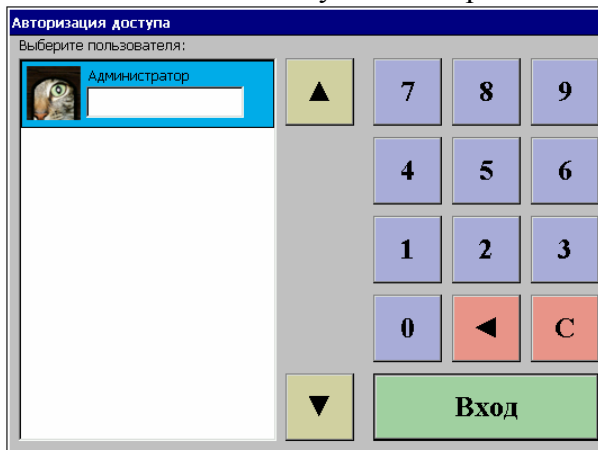 Авторизация доступа
Выберите пользователя:
Администратор
7 8 9
4 5 6
1 2 3
0 C
Вход